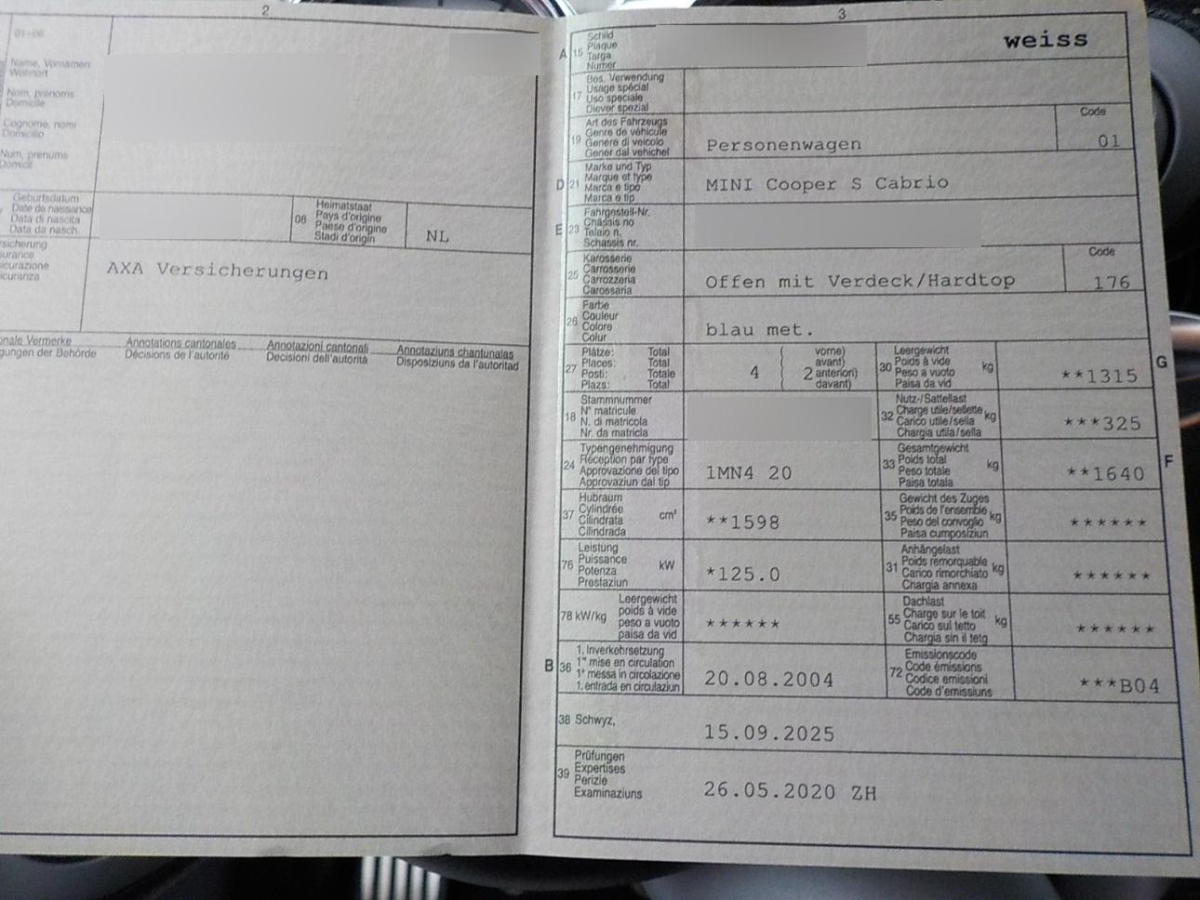 2
Name, Vornamen
Wohnort
Nom, prénoms
Domicile
Cognome, nomi
Domicilio
Num, prenums
Domicil
Geburtsdatum
Date de naissance
Data di nascita
Data da nasch.
08 Heimatstaat
Pays d'origine
Paese d'origine
Stadi d'origin
NL
AXA Versicherungen
Annotations cantonales
Décisions de l'autorité
Annotazioni cantonali
Decisioni dell'autorità
Annotaziuns chantunalas
Disposiziuns da l'autoritad
3
A 15 Schild
Plaque
Targa
Numer
weiss
17 Bes. Verwendung
Usage spécial
Uso speciale
Diever spezial
19 Art des Fahrzeugs
Genre de véhicule
Genere di veicolo
Gener dal vehichel
Personenwagen
Code
01
D 21 Marke und Typ
Marque et type
Marca e tipo
Marca e tip
MINI Cooper S Cabrio
E 23 Fahrgestell-Nr.
Châssis no
Telaio n.
Schassis nr.
25 Karosserie
Carrosserie
Carrozzeria
Carossaria
Offen mit Verdeck/Hardtop
Code
176
26 Farbe
Couleur
Colore
Colur
blau met.
27 Plätze: Total
Places: Total
Posti: Totale
Plazs: Total
4
( vorne)
( avant)
2 anteriori)
( davant)
30 Leergewicht
Poids à vide
Peso a vuoto
Paisa da vid
kg
**1315
G
18 Stammnummer
N° matricule
N. di matricola
Nr. da matricla
32 Nutz-/Sattellast
Charge utile/sellette
Carico utile/sella
Chargia utila/sella
kg
***325
24 Typengenehmigung
Réception par type
Approvazione del tipo
Approvaziun dal tip
1MN4 20
33 Gesamtgewicht
Poids total
Peso totale
Paisa totala
kg
**1640
F
37 Hubraum
Cylindrée
Cilindrata
Cilindrada
cm³
**1598
35 Gewicht des Zuges
Poids de l'ensemble
Peso del convoglio
Paisa cumposiziun
kg
******
76 Leistung
Puissance
Potenza
Prestaziun
kW
*125.0
31 Anhängelast
Poids remorquable
Carico rimorchiato
Chargia annexa
kg
******
78 kW/kg
Leergewicht
poids à vide
peso a vuoto
paisa da vid
******
55 Dachlast
Charge sur le toit
Carico sul tetto
Chargia sin il tetg
kg
******
B 36 1. Inverkehrsetzung
1re mise en circulation
1a messa in circolazione
1. entrada en circulaziun
20.08.2004
72 Emissionscode
Code émissions
Codice emissioni
Code d'emissiuns
***B04
38 Schwyz,
15.09.2025
39 Prüfungen
Expertises
Perizie
Examinaziuns
26.05.2020 ZH